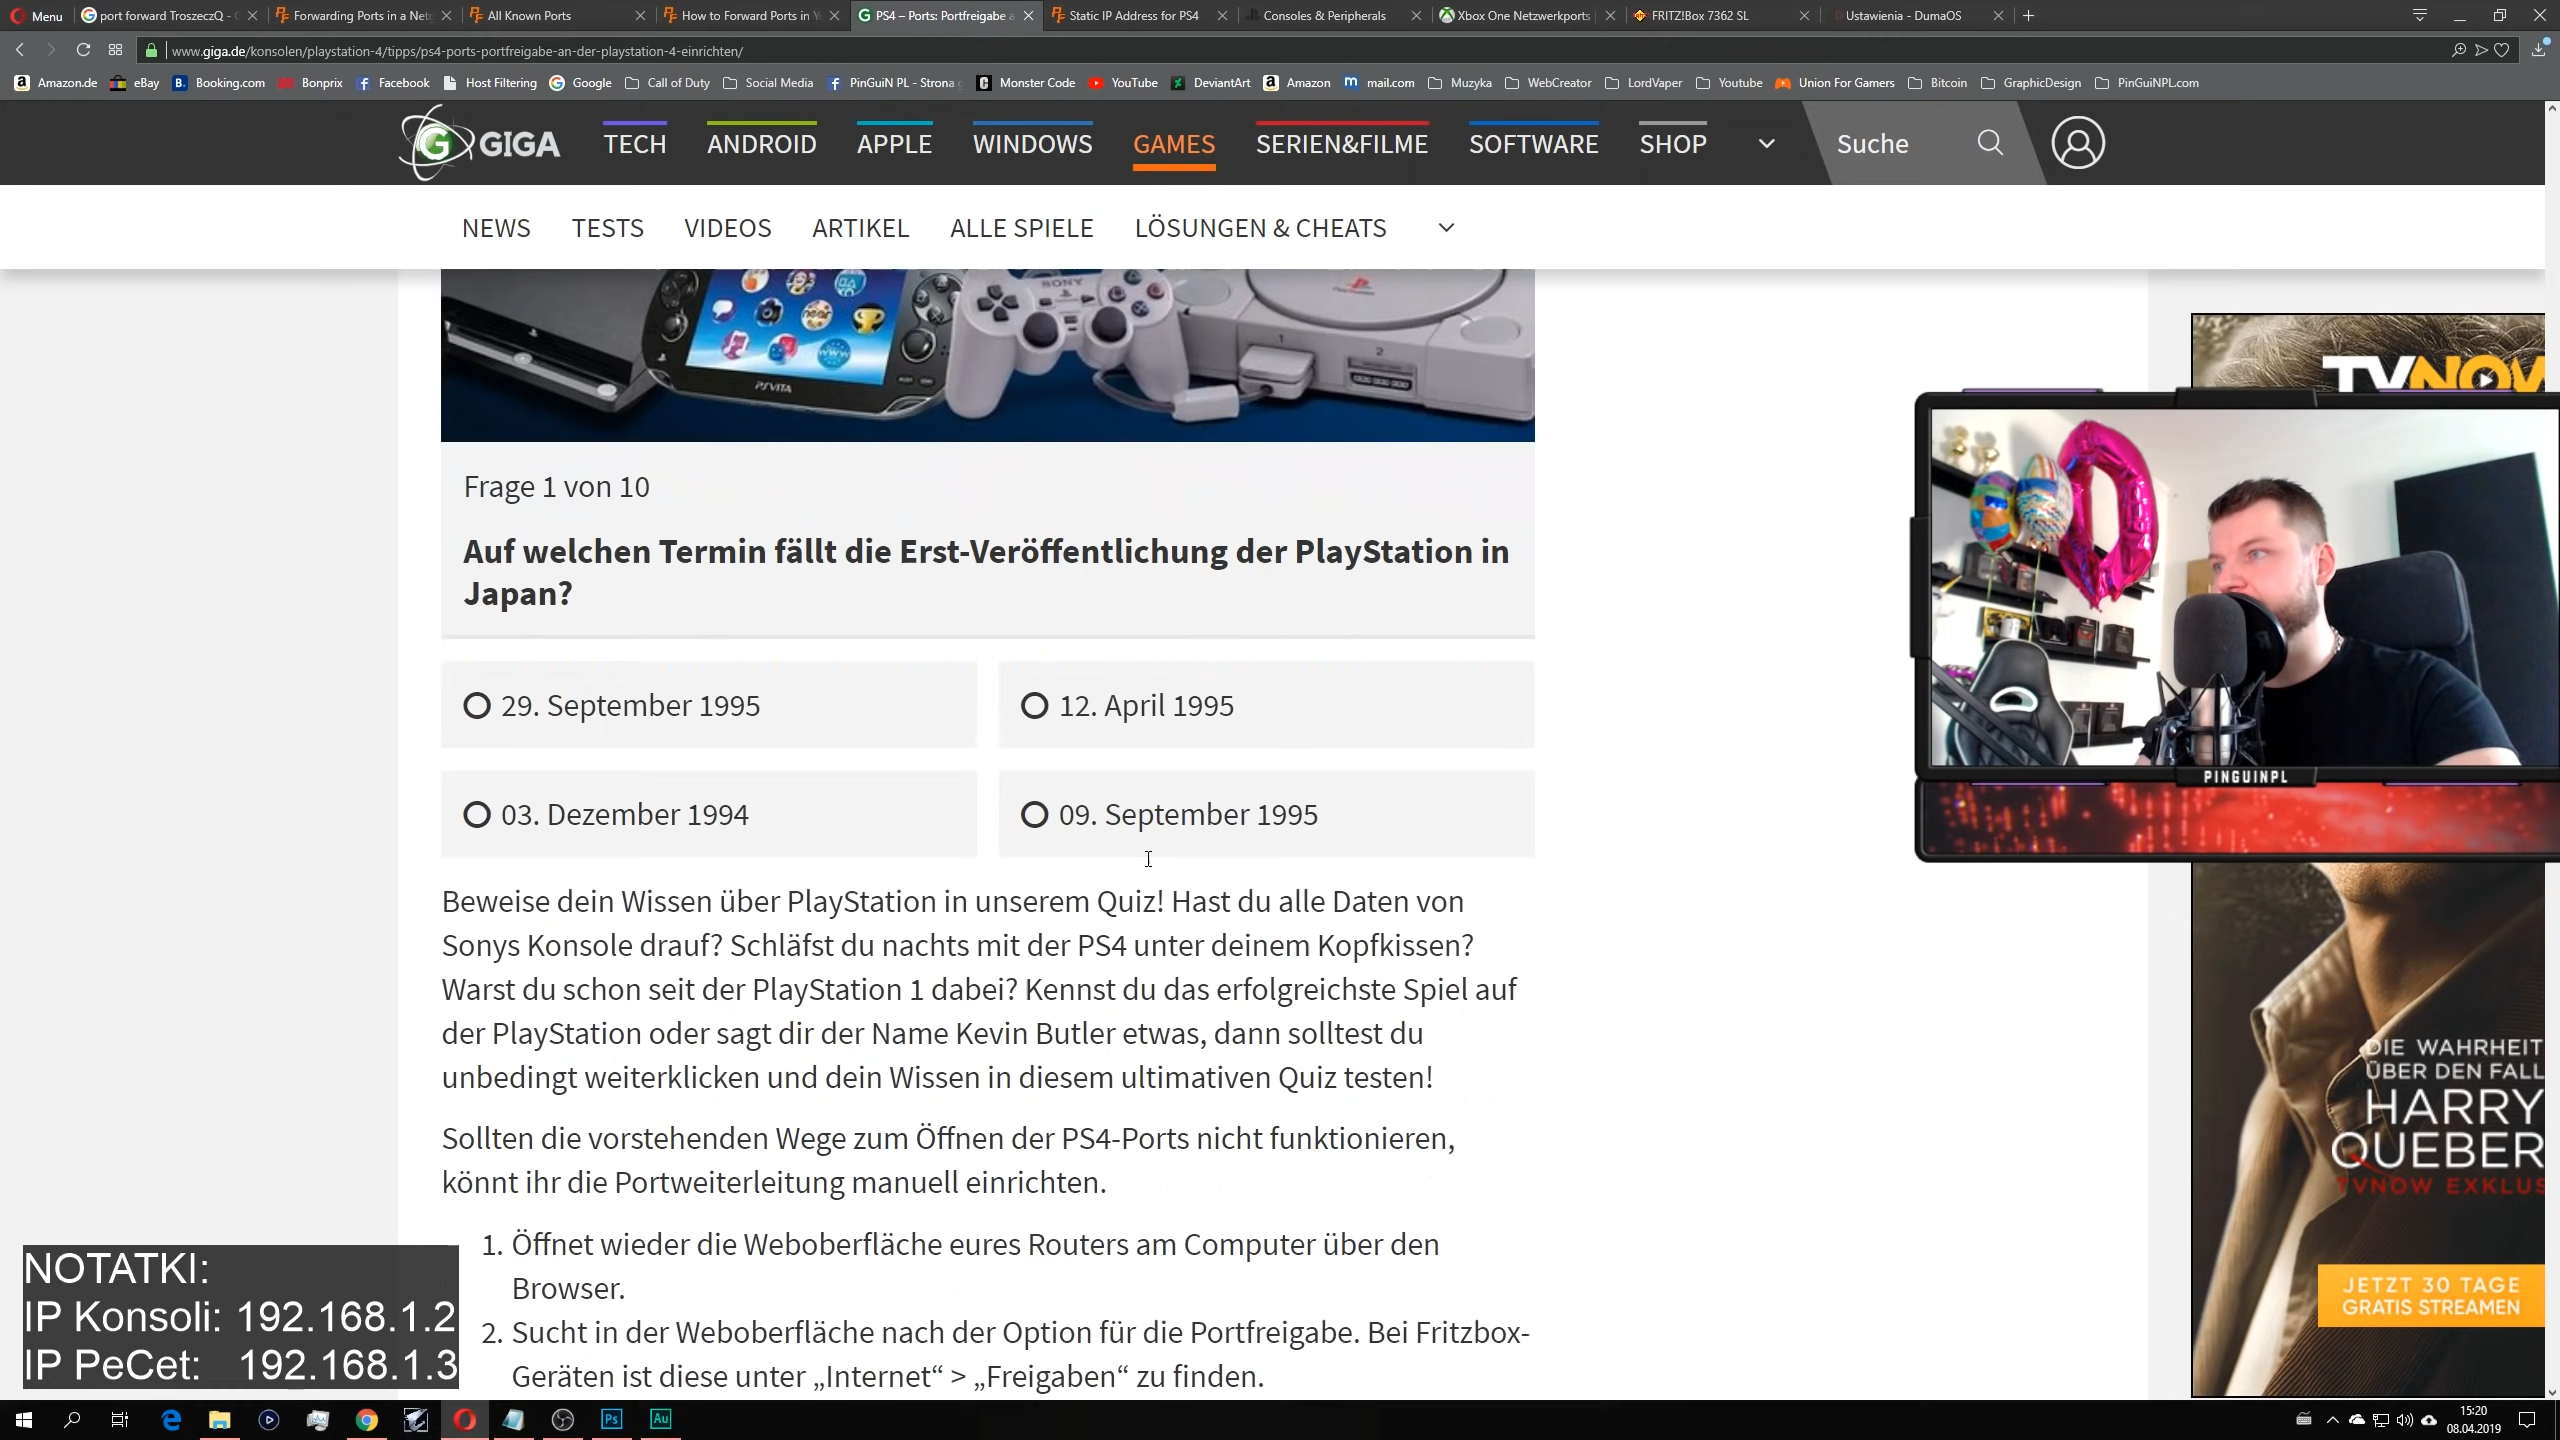 Menu
port forward TroszeczQ -
Forwarding Ports in a Net
All Known Ports
How to Forward Ports in Y
PS4 – Ports: Portfreigabe a
Static IP Address for PS4
Consoles & Peripherals
Xbox One Netzwerkports
FRITZ!Box 7362 SL
Ustawienia - DumaOS
www.giga.de/konsolen/playstation-4/tipps/ps4-ports-portfreigabe-an-der-playstation-4-einrichten/
Amazon.de
eBay
Booking.com
Bonprix
Facebook
Host Filtering
Google
Call of Duty
Social Media
PinGuiN PL - Strona
Monster Code
YouTube
DeviantArt
Amazon
mail.com
Muzyka
WebCreator
LordVaper
Youtube
Union For Gamers
Bitcoin
GraphicDesign
PinGuiNPL.com
GIGA
TECH
ANDROID
APPLE
WINDOWS
GAMES
SERIEN&FILME
SOFTWARE
SHOP
Suche
NEWS
TESTS
VIDEOS
ARTIKEL
ALLE SPIELE
LÖSUNGEN & CHEATS
SONY
PSVITA
1
2
TVNOW
Frage 1 von 10
Auf welchen Termin fällt die Erst-Veröffentlichung der PlayStation in
Japan?
29. September 1995
12. April 1995
03. Dezember 1994
09. September 1995
PINGUINPL
Beweise dein Wissen über PlayStation in unserem Quiz! Hast du alle Daten von
Sonys Konsole drauf? Schläfst du nachts mit der PS4 unter deinem Kopfkissen?
Warst du schon seit der PlayStation 1 dabei? Kennst du das erfolgreichste Spiel auf
der PlayStation oder sagt dir der Name Kevin Butler etwas, dann solltest du
unbedingt weiterklicken und dein Wissen in diesem ultimativen Quiz testen!
Sollten die vorstehenden Wege zum Öffnen der PS4-Ports nicht funktionieren,
könnt ihr die Portweiterleitung manuell einrichten.
1. Öffnet wieder die Weboberfläche eures Routers am Computer über den
Browser.
2. Sucht in der Weboberfläche nach der Option für die Portfreigabe. Bei Fritzbox-
Geräten ist diese unter „Internet“ > „Freigaben“ zu finden.
DIE WAHRHEIT
ÜBER DEN FALL
HARRY
QUEBER
TVNOW EXKLUS
JETZT 30 TAGE
GRATIS STREAMEN
NOTATKI:
IP Konsoli: 192.168.1.2
IP PeCet: 192.168.1.3
Ps
Au
15:20
08.04.2019